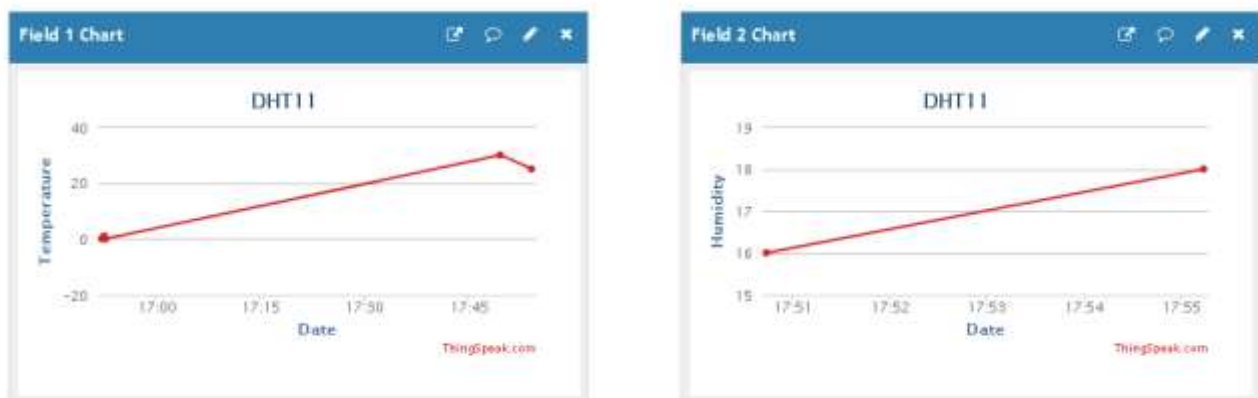 Field 1 Chart
DHT11
Temperature
40
20
0
-20
17:00 17:15 17:30 17:45
Date
ThingSpeak.com
Field 2 Chart
DHT11
Humidity
19
18
17
16
15
17:51 17:52 17:53 17:54 17:55
Date
ThingSpeak.com